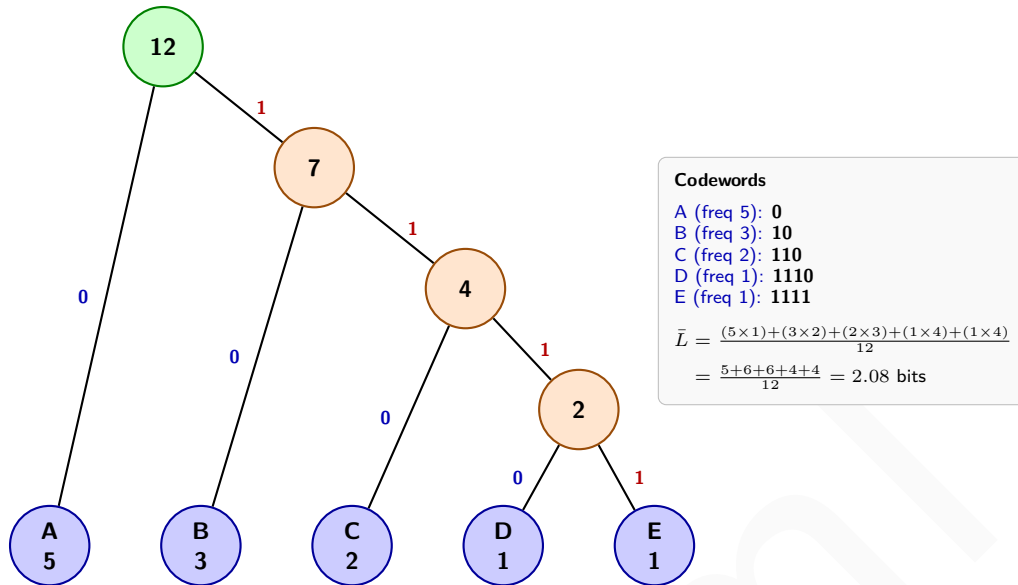 12
1
7
1
4
0
0
1
0
2
0
1
A
5
B
3
C
2
D
1
E
1
Codewords
A (freq 5): 0
B (freq 3): 10
C (freq 2): 110
D (freq 1): 1110
E (freq 1): 1111
L̄ = \frac{(5×1)+(3×2)+(2×3)+(1×4)+(1×4)}{12}
= \frac{5+6+6+4+4}{12} = 2.08 bits